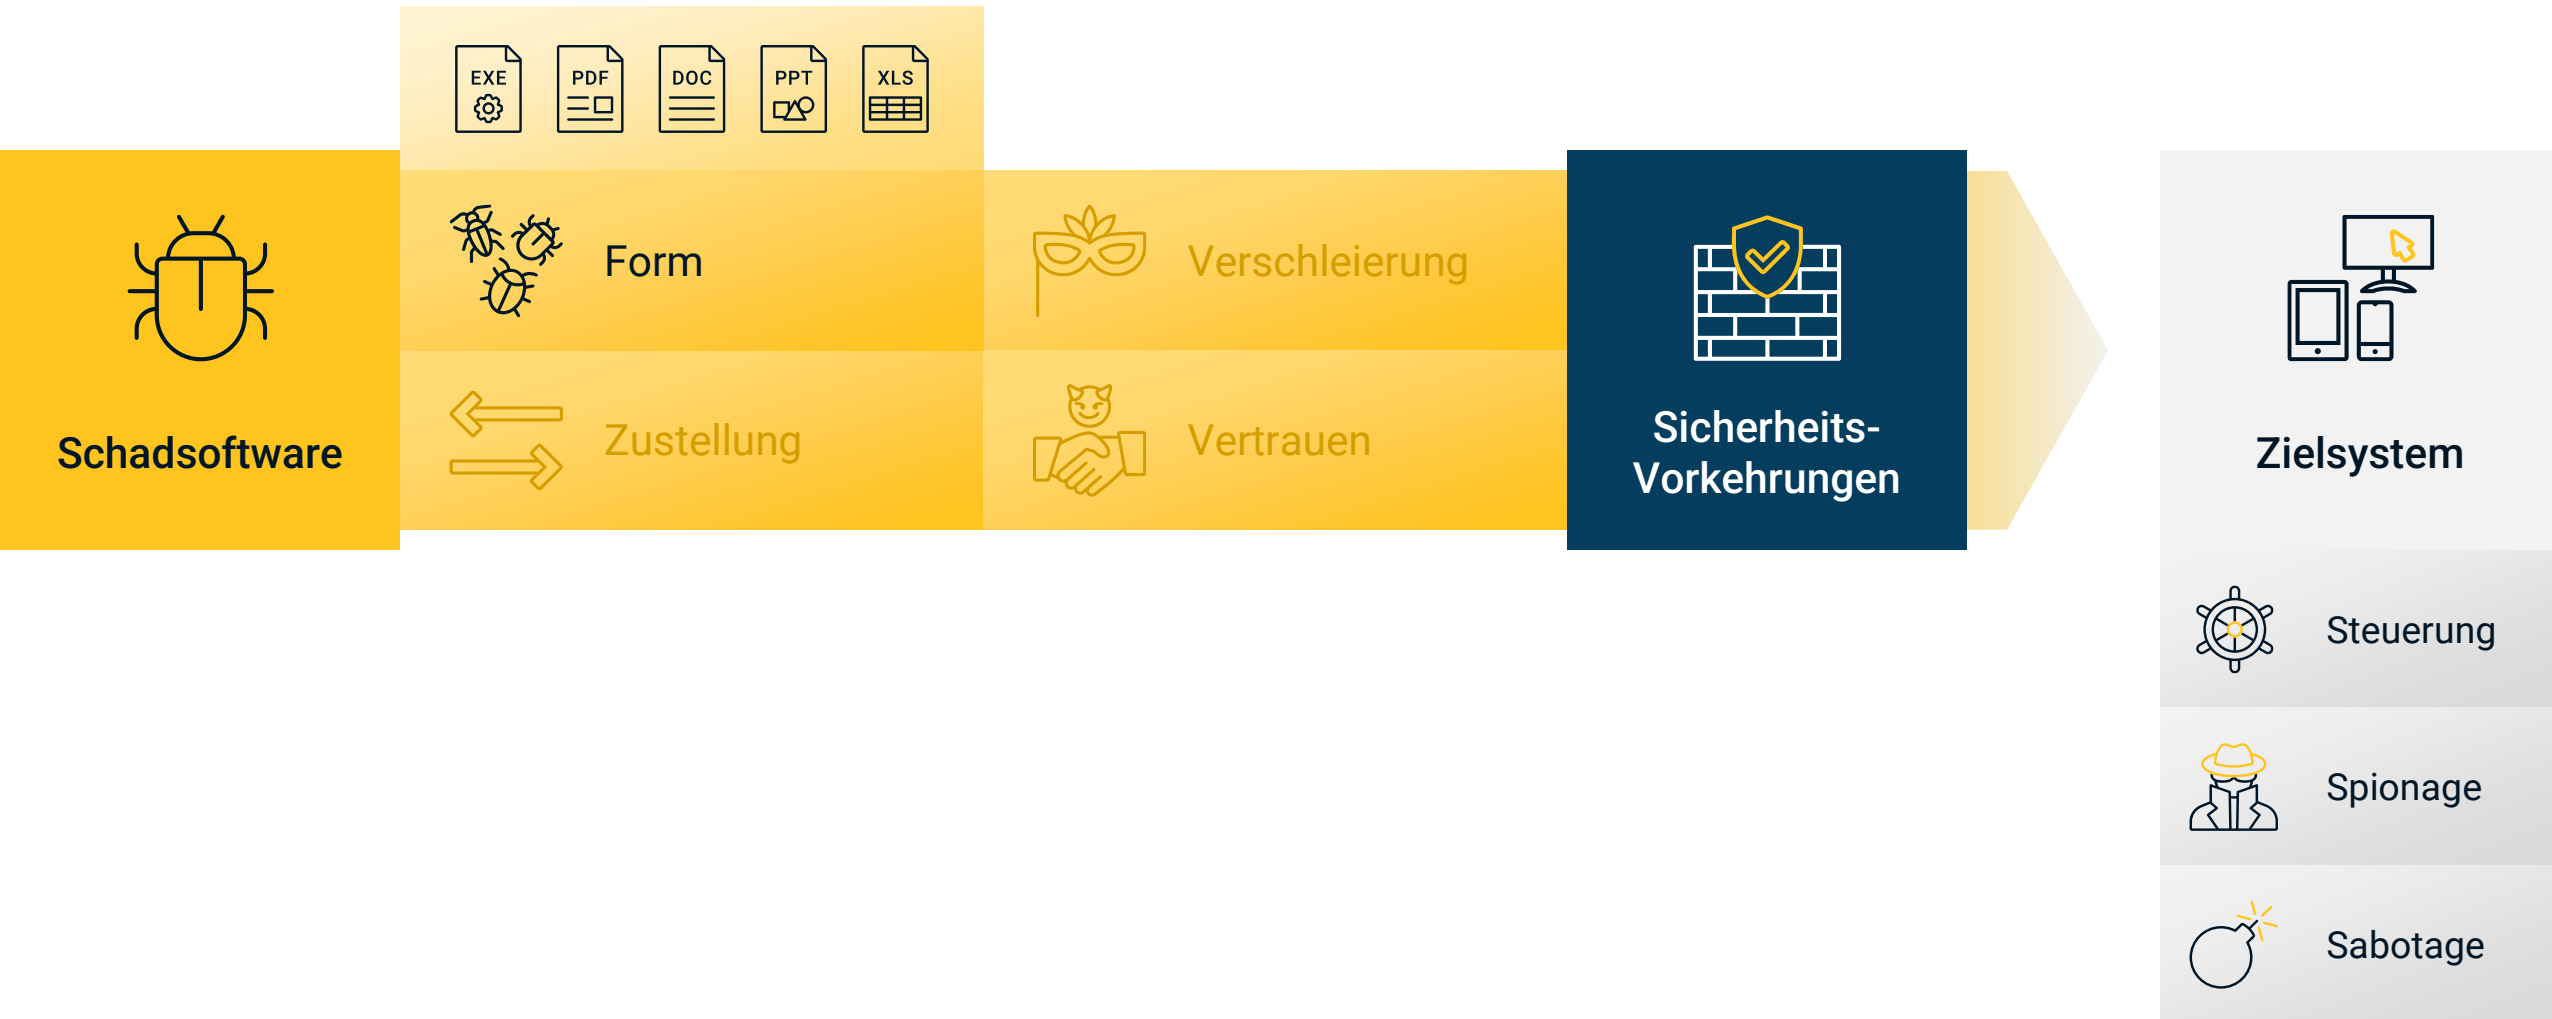 EXE
PDF
DOC
PPT
XLS
Schadsoftware
Form
Verschleierung
Zustellung
Vertrauen
Sicherheits-
Vorkehrungen
Zielsystem
Steuerung
Spionage
Sabotage